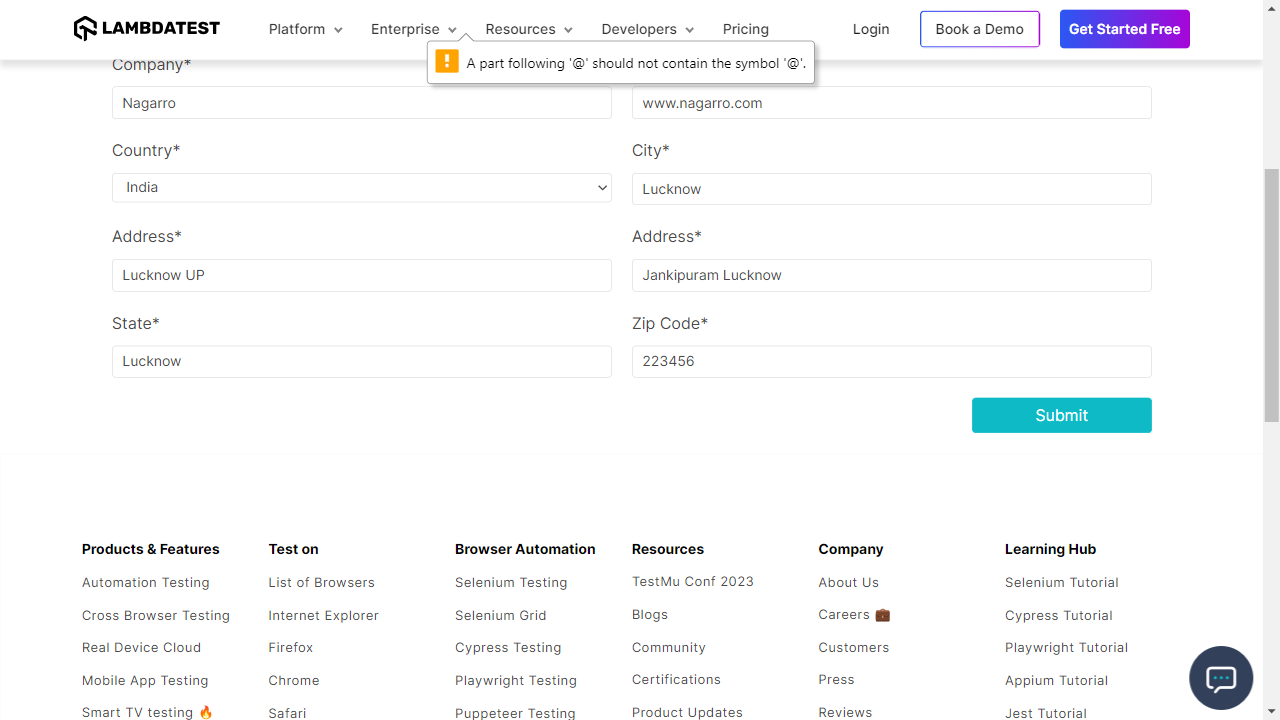 LAMBDATEST Platform Enterprise Resources Developers Pricing Login Book a Demo Get Started Free
A part following '@' should not contain the symbol '@'.
Company*
Nagarro www.nagarro.com
Country* City*
India Lucknow
Address* Address*
Lucknow UP Jankipuram Lucknow
State* Zip Code*
Lucknow 223456
Submit
Products & Features Test on Browser Automation Resources Company Learning Hub
Automation Testing List of Browsers Selenium Testing TestMu Conf 2023 About Us Selenium Tutorial
Cross Browser Testing Internet Explorer Selenium Grid Blogs Careers 💼 Cypress Tutorial
Real Device Cloud Firefox Cypress Testing Community Customers Playwright Tutorial
Mobile App Testing Chrome Playwright Testing Certifications Press Appium Tutorial
Smart TV testing 🔥 Safari Puppeteer Testing Product Updates Reviews Jest Tutorial